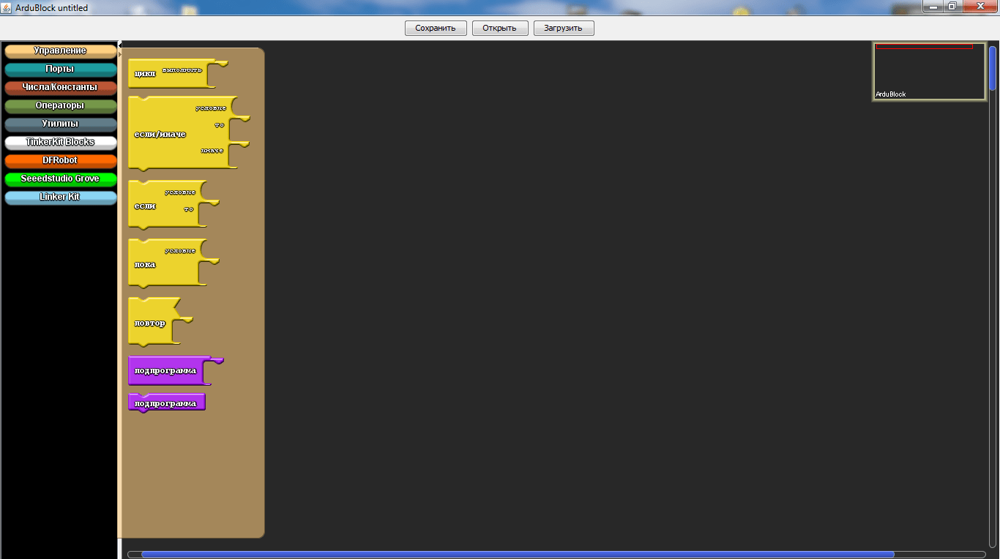 ArduBlock untitled
Сохранить
Открыть
Загрузить
Управление
Порты
Числа/Константы
Операторы
Утилиты
TinkerKit Blocks
DFRobot
Seeedstudio Grove
Linker Kit
цикл выполнять
условие
то
если/иначе
иначе
условие
если
то
условие
пока
повтор
подпрограмма
подпрограмма
ArduBlock